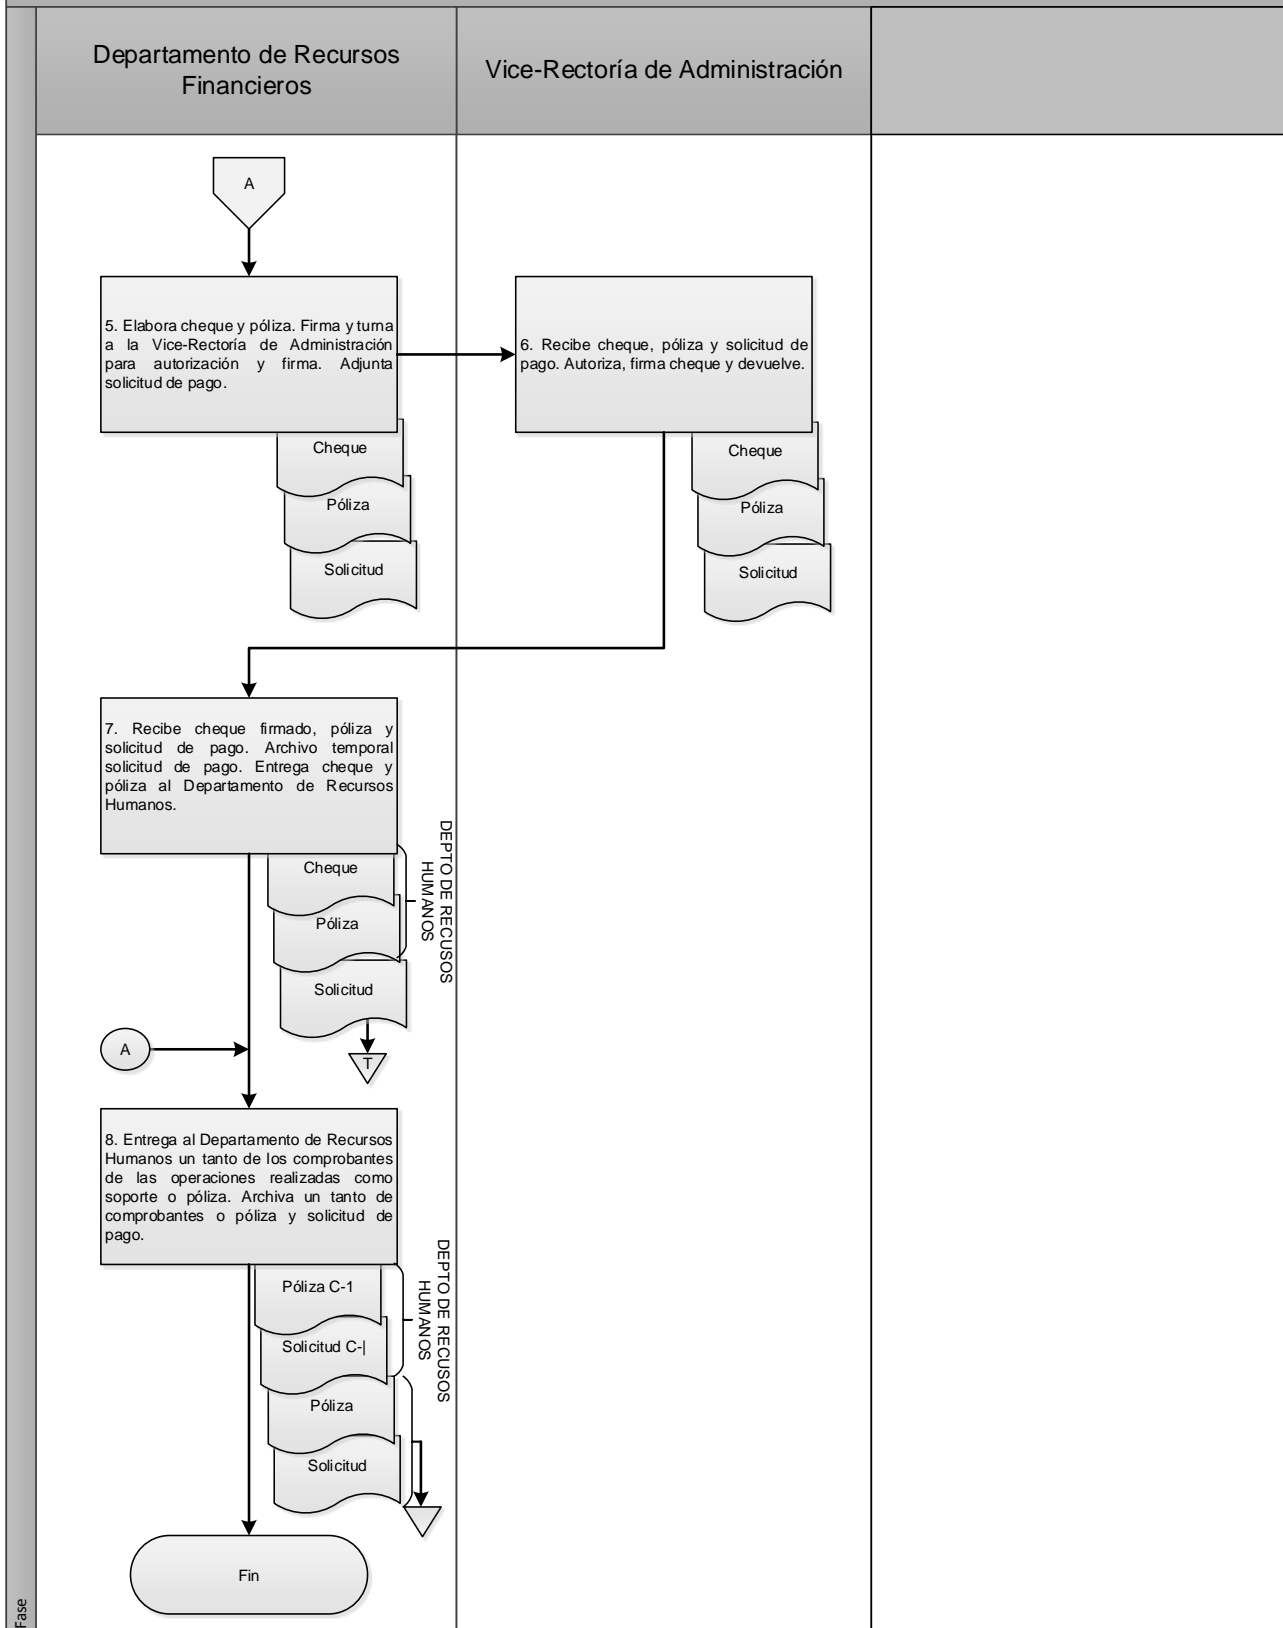 Departamento de Recursos
Financieros
Vice-Rectoría de Administración
A
5. Elabora cheque y póliza. Firma y turna
a la Vice-Rectoría de Administración
para autorización y firma. Adjunta
solicitud de pago.
6. Recibe cheque, póliza y solicitud de
pago. Autoriza, firma cheque y devuelve.
Cheque
Póliza
Solicitud
Cheque
Póliza
Solicitud
7. Recibe cheque firmado, póliza y
solicitud de pago. Archivo temporal
solicitud de pago. Entrega cheque y
póliza al Departamento de Recursos
Humanos.
Cheque
Póliza
Solicitud
DEPTO DE RECUSOS
HUMANOS
A
T
8. Entrega al Departamento de Recursos
Humanos un tanto de los comprobantes
de las operaciones realizadas como
soporte o póliza. Archiva un tanto de
comprobantes o póliza y solicitud de
pago.
Póliza C-1
Solicitud C-|
Póliza
Solicitud
DEPTO DE RECUSOS
HUMANOS
Fin
Fase